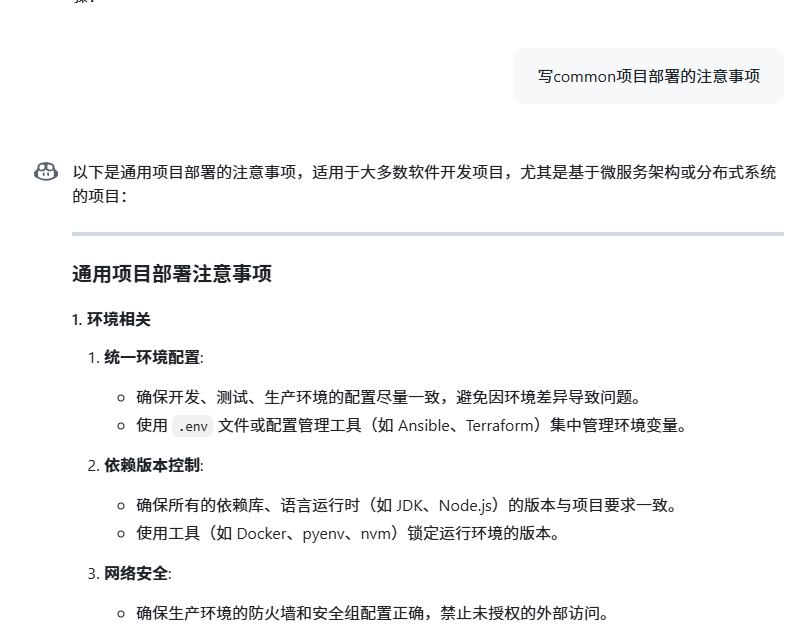 写common项目部署的注意事项
以下是通用项目部署的注意事项，适用于大多数软件开发项目，尤其是基于微服务架构或分布式系统
的项目：
通用项目部署注意事项
1. 环境相关
1. 统一环境配置:
○ 确保开发、测试、生产环境的配置尽量一致，避免因环境差异导致问题。
○ 使用 .env 文件或配置管理工具（如 Ansible、Terraform）集中管理环境变量。
2. 依赖版本控制:
○ 确保所有的依赖库、语言运行时（如 JDK、Node.js）的版本与项目要求一致。
○ 使用工具（如 Docker、pyenv、nvm）锁定运行环境的版本。
3. 网络安全:
○ 确保生产环境的防火墙和安全组配置正确，禁止未授权的外部访问。